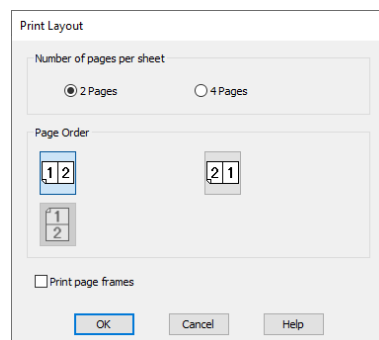 Print Layout
Number of pages per sheet
2 Pages 4 Pages
Page Order
1 2 2 1
1
2
Print page frames
OK Cancel Help